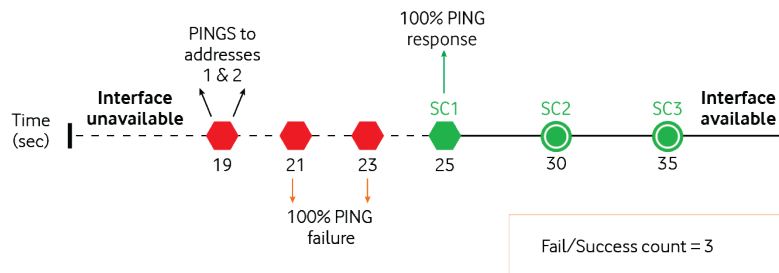 PINGS to
addresses
1 & 2
100% PING
response
Interface
unavailable
SC1
SC2
SC3
Interface
available
Time
(sec)
19
21
23
25
30
35
100% PING
failure
Fail/Success count = 3